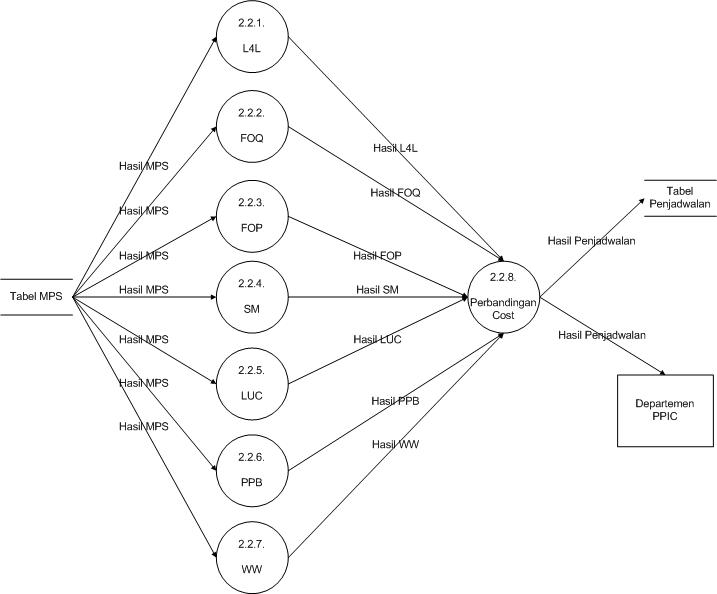 2.2.1.
L4L
2.2.2.
FOQ
Hasil L4L
Hasil MPS
Hasil FOQ
Tabel
Penjadwalan
2.2.3.
FOP
Hasil MPS
Hasil Penjadwalan
Hasil MPS
Hasil FOP
2.2.4.
SM
2.2.8.
Perbandingan
Cost
Tabel MPS
Hasil MPS
Hasil SM
Hasil Penjadwalan
Hasil MPS
Hasil LUC
2.2.5.
LUC
Hasil MPS
Hasil PPB
Departemen
PPIC
Hasil MPS
Hasil WW
2.2.6.
PPB
2.2.7.
WW